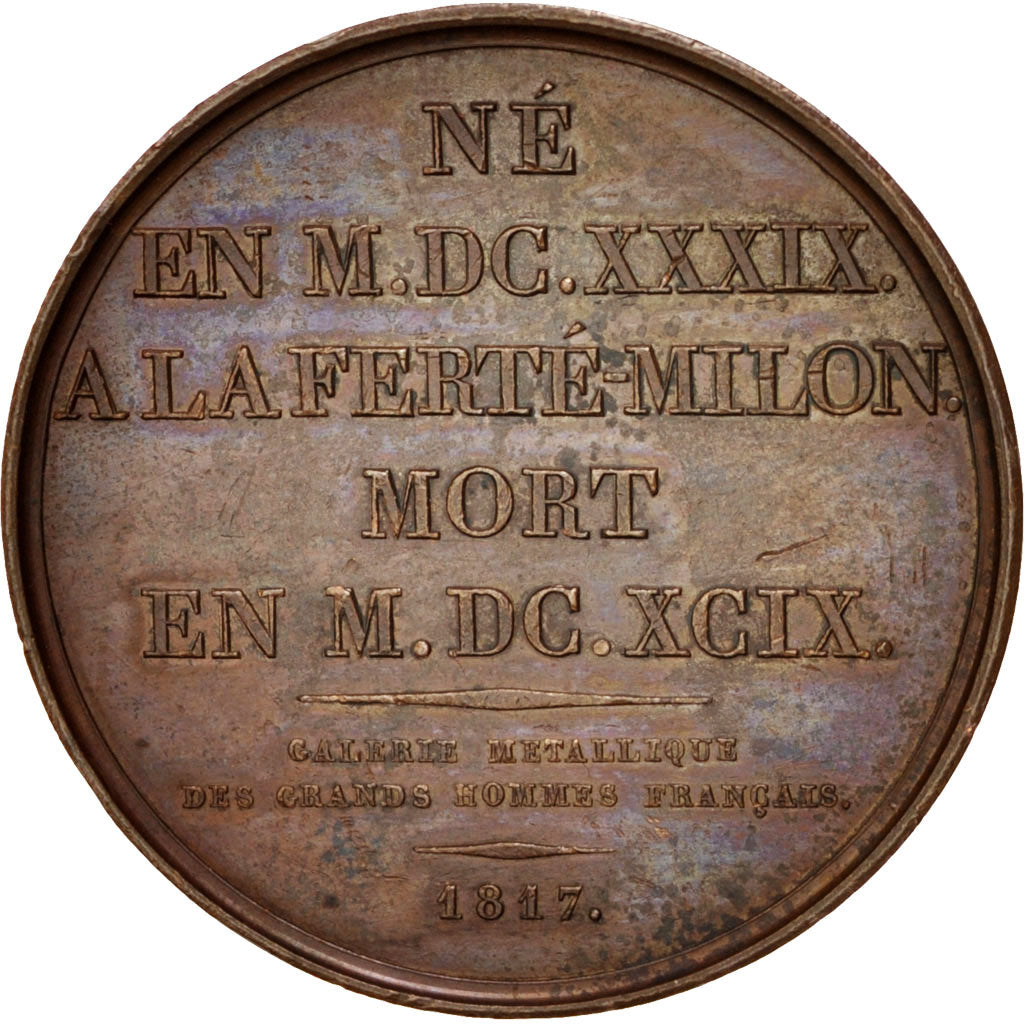 NÉ
EN M.DC.XXXIX.
A LA FERTÉ-MILON.
MORT
EN M.DC.XCIX.
GALERIE METALLIQUE
DES GRANDS HOMMES FRANÇAIS.
1817.